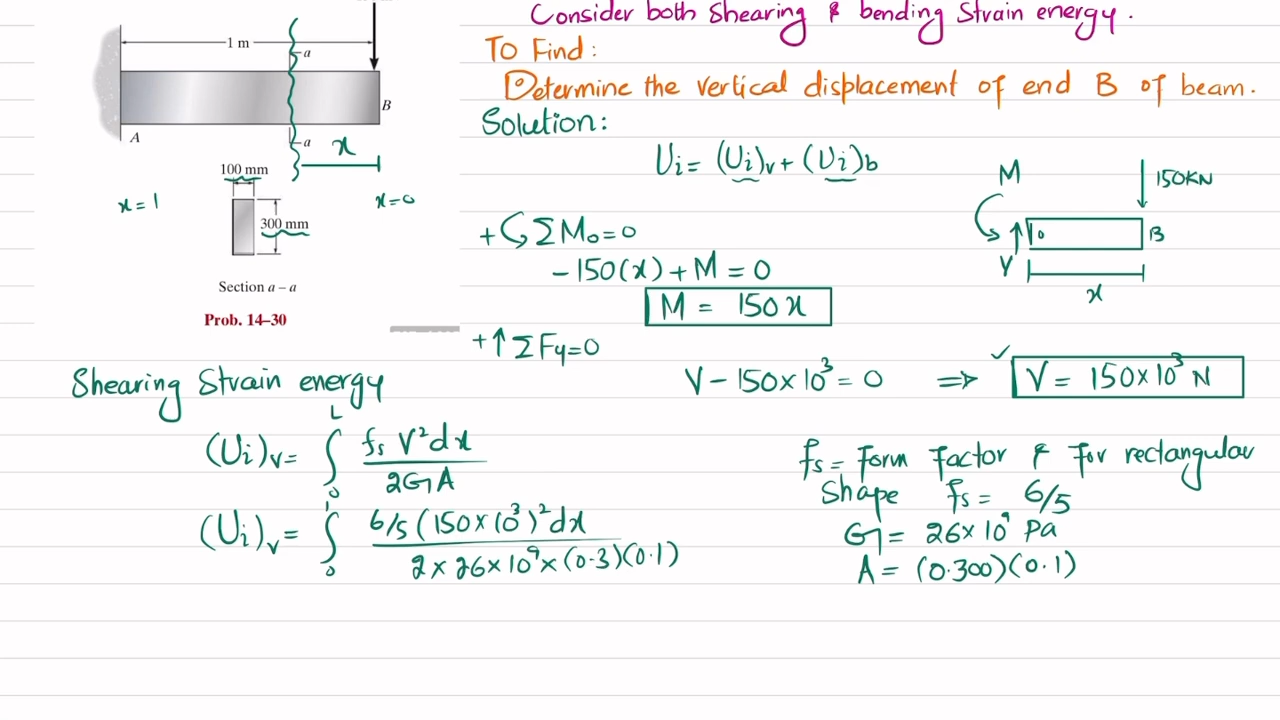 Consider both Shearing & bending Strain energy.
To Find:
Determine the vertical displacement of end B of beam.
Solution:
Ui = (Ui)v + (Ui)b
1 m
a
B
A
a
x
100 mm
x=1
x=0
300 mm
Section a – a
Prob. 14–30
M
150KN
o
B
V
x
+ ΣMo=0
-150(x) + M = 0
M = 150x
+↑ ΣFy=0
V - 150×10³ = 0 ⇒ ✓ V = 150×10³ N
Shearing Strain energy
(Ui)v = ∫₀ᴸ fs V²dx / 2GA
fs = Form Factor & For rectangular
Shape fs = 6/5
(Ui)v = ∫₀¹ 6/5 (150×10³)² dx / 2×26×10⁹×(0.3)(0.1)
G = 26×10⁹ Pa
A = (0.300)(0.1)